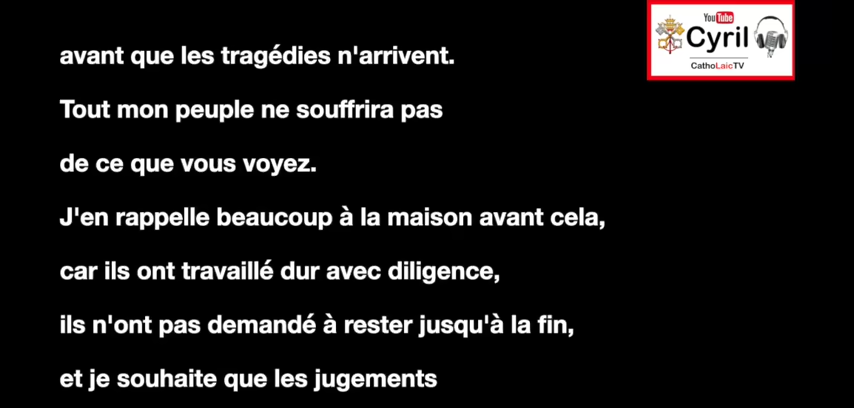 YouTube
Cyril
CathoLaicTV
avant que les tragédies n'arrivent.
Tout mon peuple ne souffrira pas
de ce que vous voyez.
J'en rappelle beaucoup à la maison avant cela,
car ils ont travaillé dur avec diligence,
ils n'ont pas demandé à rester jusqu'à la fin,
et je souhaite que les jugements